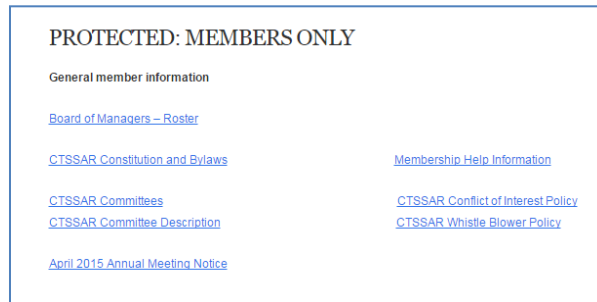 PROTECTED: MEMBERS ONLY
General member information
Board of Managers – Roster
CTSSAR Constitution and Bylaws
Membership Help Information
CTSSAR Committees
CTSSAR Conflict of Interest Policy
CTSSAR Committee Description
CTSSAR Whistle Blower Policy
April 2015 Annual Meeting Notice